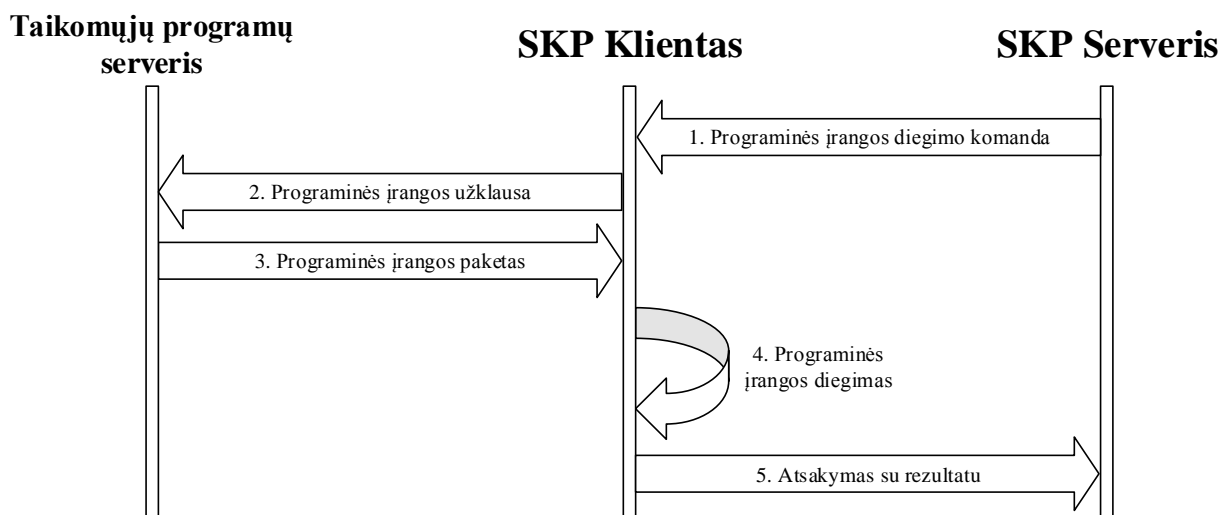 Taikomųjų programų
serveris
SKP Klientas
SKP Serveris
1. Programinės įrangos diegimo komanda
2. Programinės įrangos užklausa
3. Programinės įrangos paketas
4. Programinės
įrangos diegimas
5. Atsakymas su rezultatu